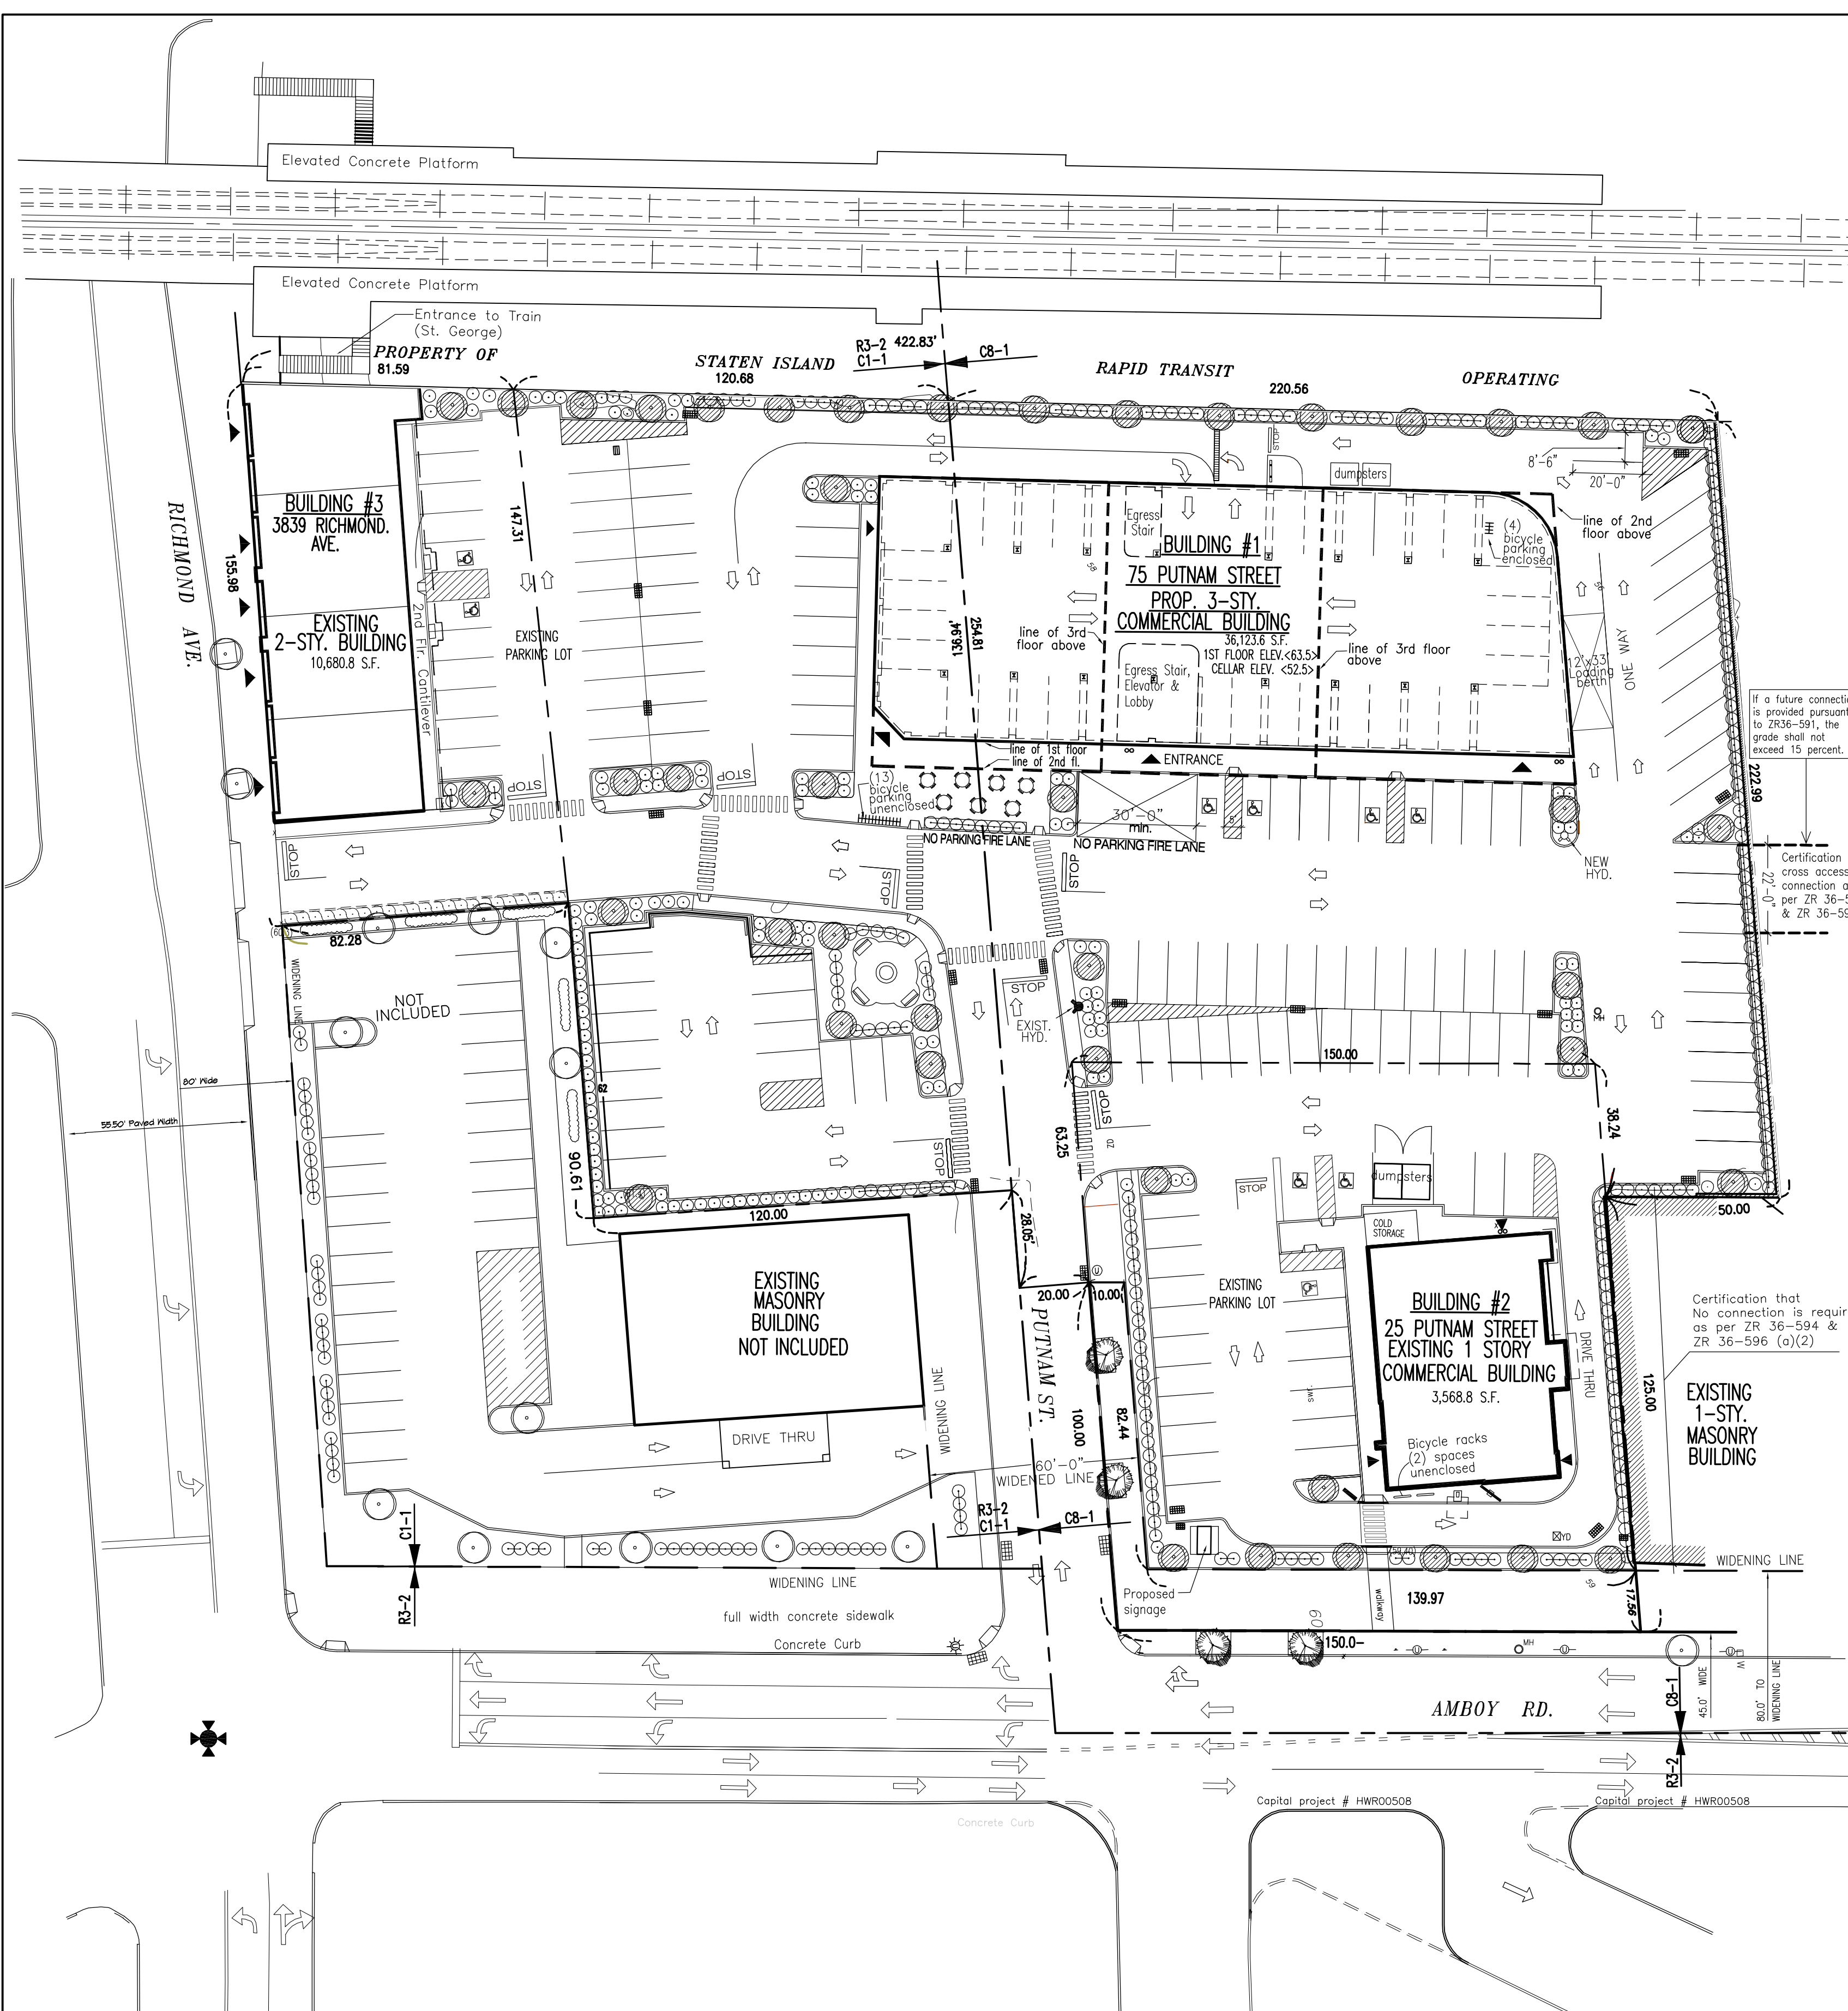 Elevated Concrete Platform
Elevated Concrete Platform
Entrance to Train
(St. George)
PROPERTY OF
81.59
STATEN ISLAND
120.68
R3-2 422.83'
C1-1
C8-1
RAPID TRANSIT
220.56
OPERATING
RICHMOND AVE.
155.98
BUILDING #3
3839 RICHMOND.
AVE.
EXISTING
2-STY. BUILDING
10,680.8 S.F.
2nd Flr. Cantilever
147.31
EXISTING
PARKING LOT
STOP
dumpsters
8'-6"
20'-0"
line of 2nd
floor above
Egress
Stair
58
(4)
bicycle
parking
enclosed
BUILDING #1
75 PUTNAM STREET
PROP. 3-STY.
COMMERCIAL BUILDING
36,123.6 S.F.
1ST FLOOR ELEV.<63.5>
CELLAR ELEV. <52.5>
254.81
136.94'
line of 3rd
floor above
line of 3rd floor
above
Egress Stair,
Elevator &
Lobby
12'x33'
Loading
berth
ONE WAY
If a future connectio
is provided pursuant
to ZR36-591, the
grade shall not
exceed 15 percent.
222.99
line of 1st floor
line of 2nd fl.
ENTRANCE
STOP
STOP
(13)
bicycle
parking
unenclosed
30'-0"
min.
5'
NO PARKING FIRE LANE
NO PARKING FIRE LANE
STOP
STOP
STOP
NEW
HYD.
Certification
cross access
connection a
per ZR 36-5
& ZR 36-59
22'-0"
82.28
WIDENING LINE
NOT
INCLUDED
STOP
EXIST.
HYD.
MH
150.00
80' Wide
55.50' Paved Width
62
90.61
STOP
STOP
63.25
38.24
120.00
28.05'
STOP
dumpsters
COLD
STORAGE
50.00
EXISTING
MASONRY
BUILDING
NOT INCLUDED
20.00
10.00
EXISTING
PARKING LOT
BUILDING #2
25 PUTNAM STREET
EXISTING 1 STORY
COMMERCIAL BUILDING
3,568.8 S.F.
DRIVE THRU
Certification that
No connection is requir
as per ZR 36-594 &
ZR 36-596 (a)(2)
125.00
EXISTING
1-STY.
MASONRY
BUILDING
PUTNAM ST.
100.00
82.44
WIDENING LINE
DRIVE THRU
60'-0"
WIDENED LINE
Bicycle racks
(2) spaces
unenclosed
R3-2
C1-1
C8-1
C1-1
R3-2
YD
WIDENING LINE
WIDENING LINE
59
Proposed
signage
walkway
139.97
17.56
full width concrete sidewalk
Concrete Curb
60
150.0-
MH
W
45.0' WIDE
80.0' TO
WIDENING LINE
AMBOY RD.
C8-1
R3-2
Capital project # HWR00508
Capital project # HWR00508
Concrete Curb